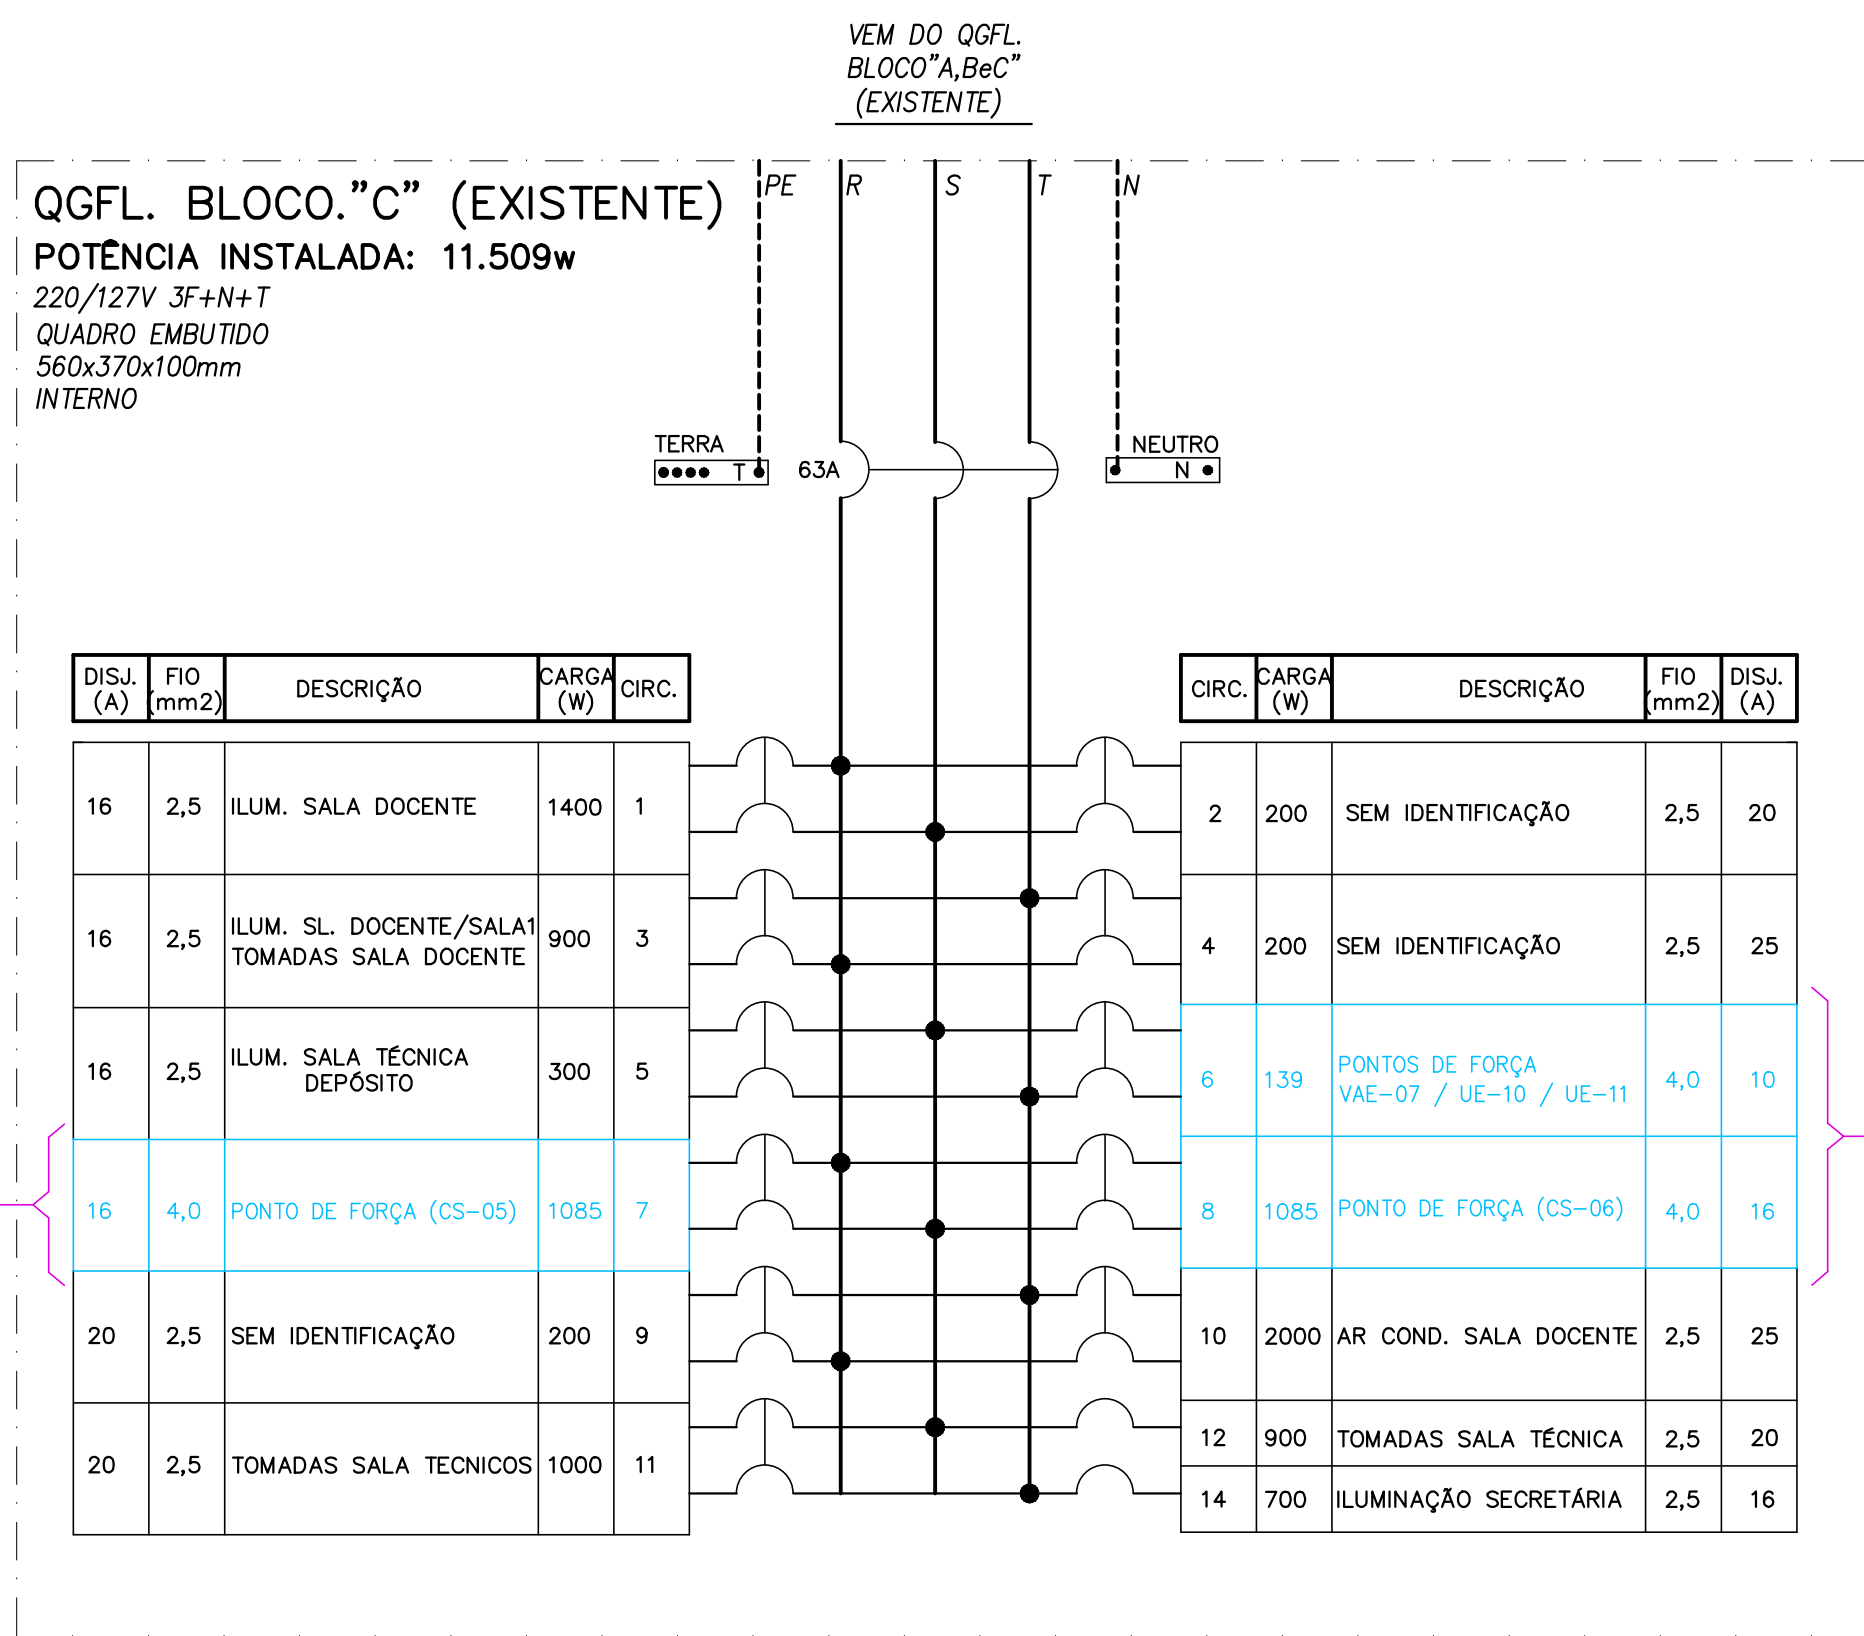 VEM DO QGFL.
BLOCO"A,BeC"
(EXISTENTE)
PE R S T N
QGFL. BLOCO."C" (EXISTENTE)
POTÊNCIA INSTALADA: 11.509w
220/127V 3F+N+T
QUADRO EMBUTIDO
560x370x100mm
INTERNO
TERRA
T
63A
NEUTRO
N
DISJ. (A) FIO (mm2) DESCRIÇÃO CARGA (W) CIRC.
16 2,5 ILUM. SALA DOCENTE 1400 1
16 2,5 ILUM. SL. DOCENTE/SALA1 TOMADAS SALA DOCENTE 900 3
16 2,5 ILUM. SALA TÉCNICA DEPÓSITO 300 5
16 4,0 PONTO DE FORÇA (CS-05) 1085 7
20 2,5 SEM IDENTIFICAÇÃO 200 9
20 2,5 TOMADAS SALA TECNICOS 1000 11
CIRC. CARGA (W) DESCRIÇÃO FIO (mm2) DISJ. (A)
2 200 SEM IDENTIFICAÇÃO 2,5 20
4 200 SEM IDENTIFICAÇÃO 2,5 25
6 139 PONTOS DE FORÇA VAE-07 / UE-10 / UE-11 4,0 10
8 1085 PONTO DE FORÇA (CS-06) 4,0 16
10 2000 AR COND. SALA DOCENTE 2,5 25
12 900 TOMADAS SALA TÉCNICA 2,5 20
14 700 ILUMINAÇÃO SECRETÁRIA 2,5 16